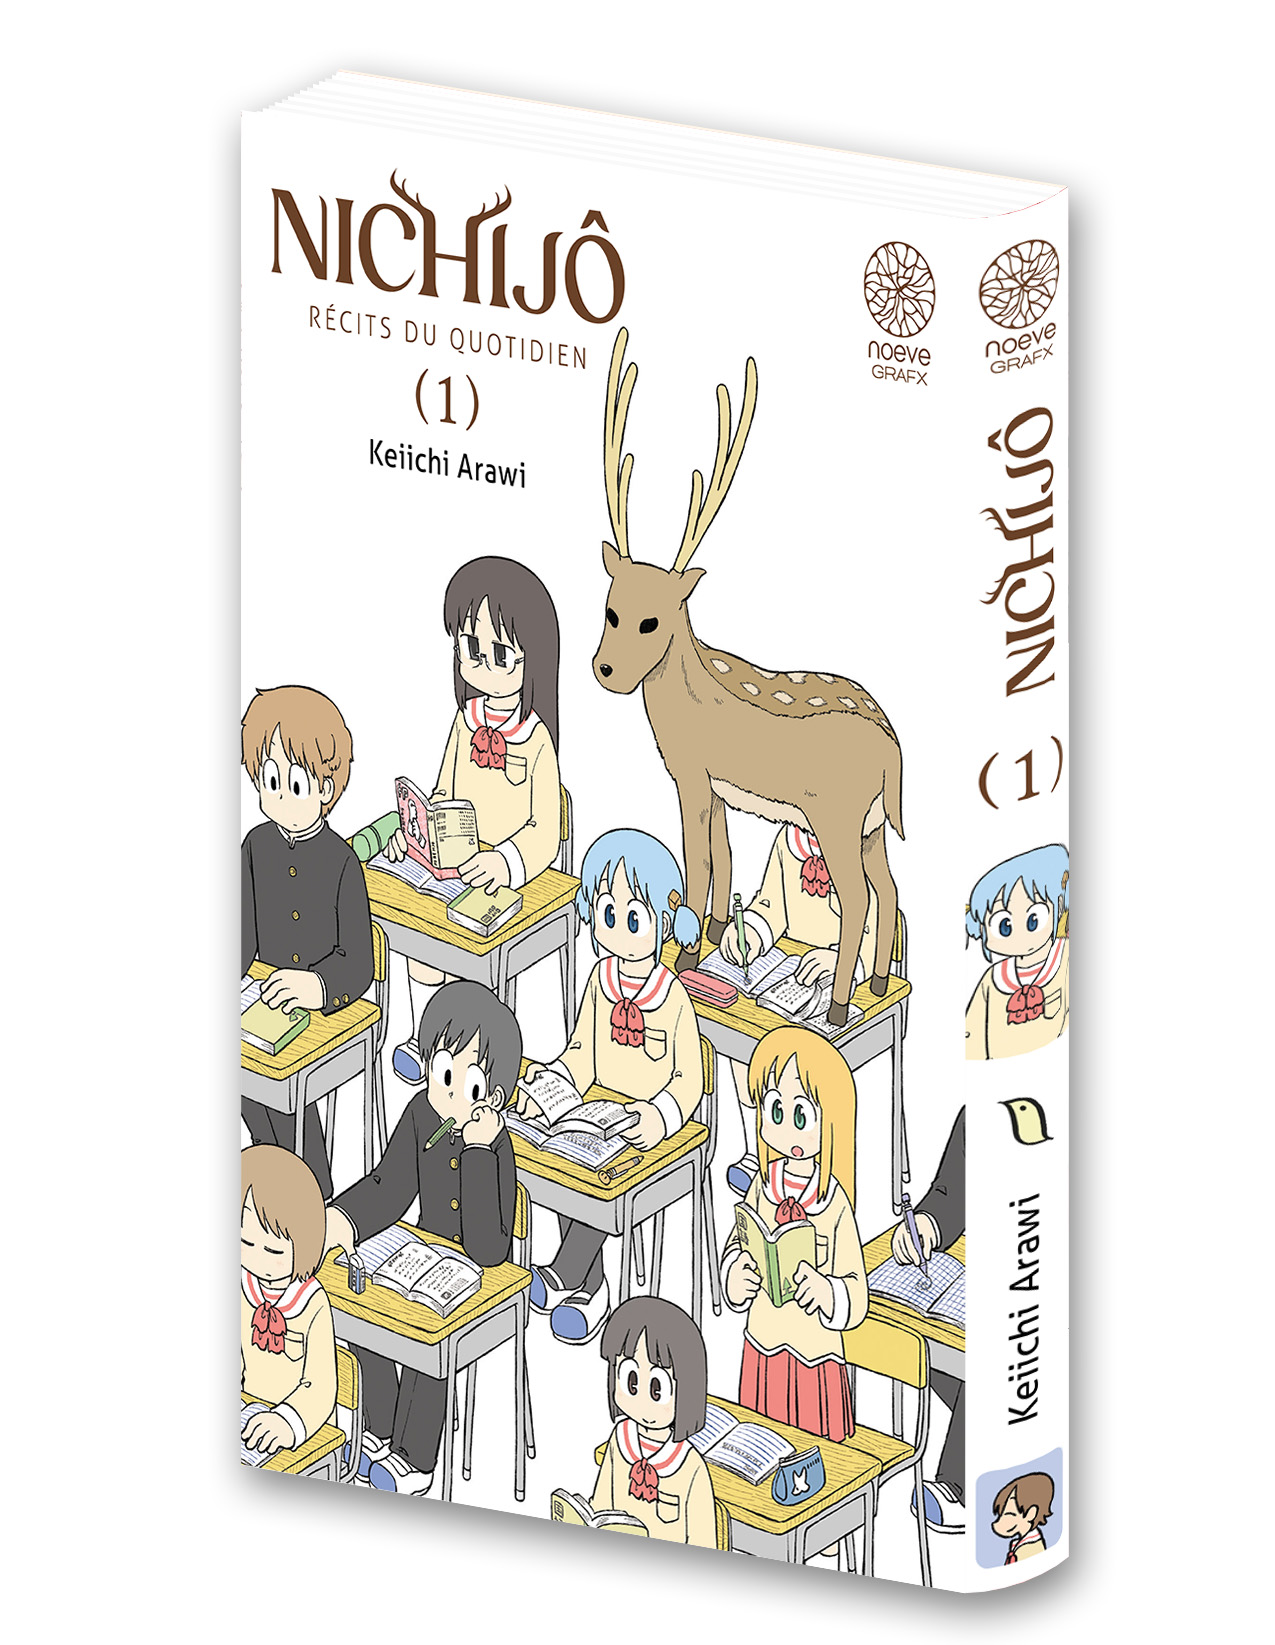 NICHIJÔ
RÉCITS DU QUOTIDIEN
(1)
Keiichi Arawi
noeve
GRAFX
noeve
GRAFX
NICHIJÔ
(1)
Keiichi Arawi